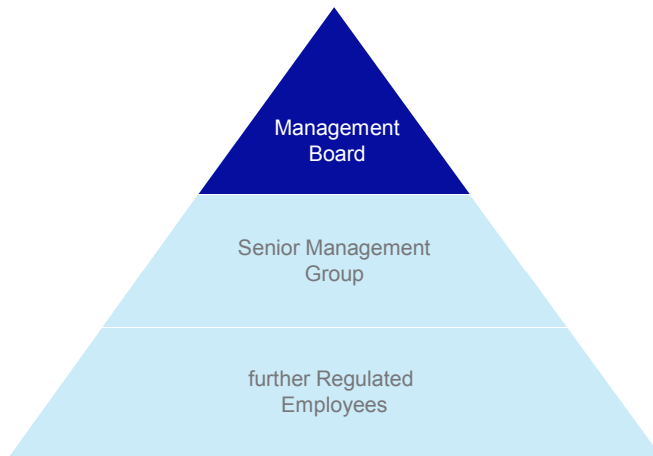 Management
Board
Senior Management
Group
further Regulated
Employees